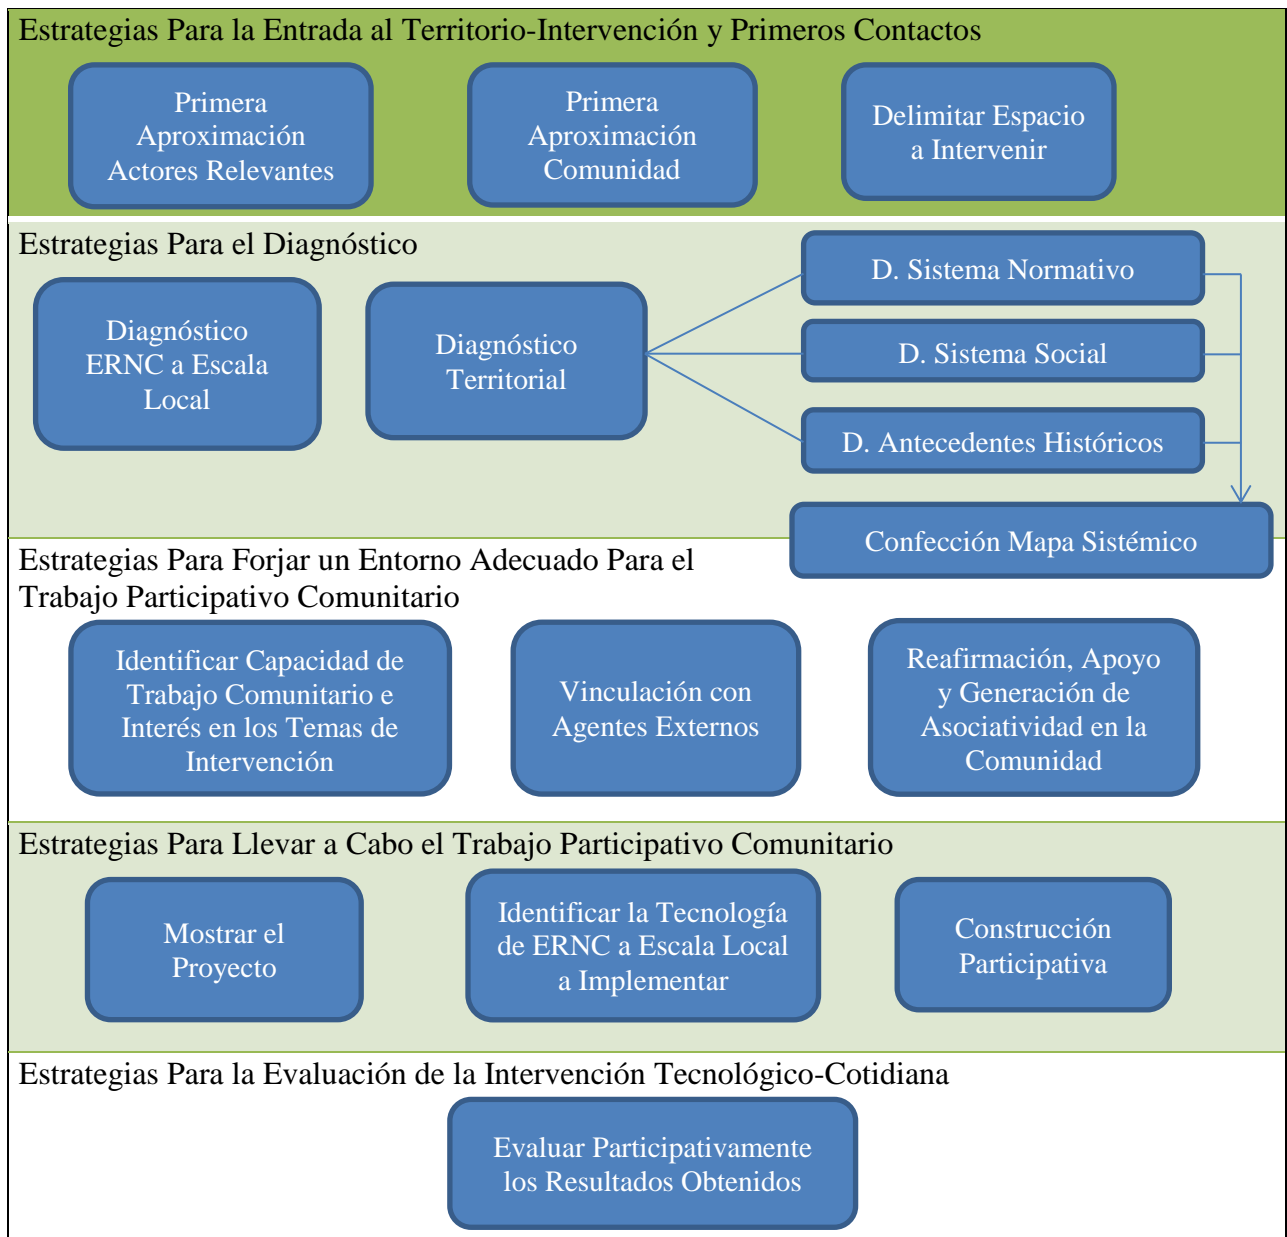 Estrategias Para la Entrada al Territorio-Intervención y Primeros Contactos
Primera
Aproximación
Actores Relevantes
Primera
Aproximación
Comunidad
Delimitar Espacio
a Intervenir
Estrategias Para el Diagnóstico
Diagnóstico
ERNC a Escala
Local
Diagnóstico
Territorial
D. Sistema Normativo
D. Sistema Social
D. Antecedentes Históricos
Confección Mapa Sistémico
Estrategias Para Forjar un Entorno Adecuado Para el
Trabajo Participativo Comunitario
Identificar Capacidad de
Trabajo Comunitario e
Interés en los Temas de
Intervención
Vinculación con
Agentes Externos
Reafirmación, Apoyo
y Generación de
Asociatividad en la
Comunidad
Estrategias Para Llevar a Cabo el Trabajo Participativo Comunitario
Mostrar el
Proyecto
Identificar la Tecnología
de ERNC a Escala Local
a Implementar
Construcción
Participativa
Estrategias Para la Evaluación de la Intervención Tecnológico-Cotidiana
Evaluar Participativamente
los Resultados Obtenidos